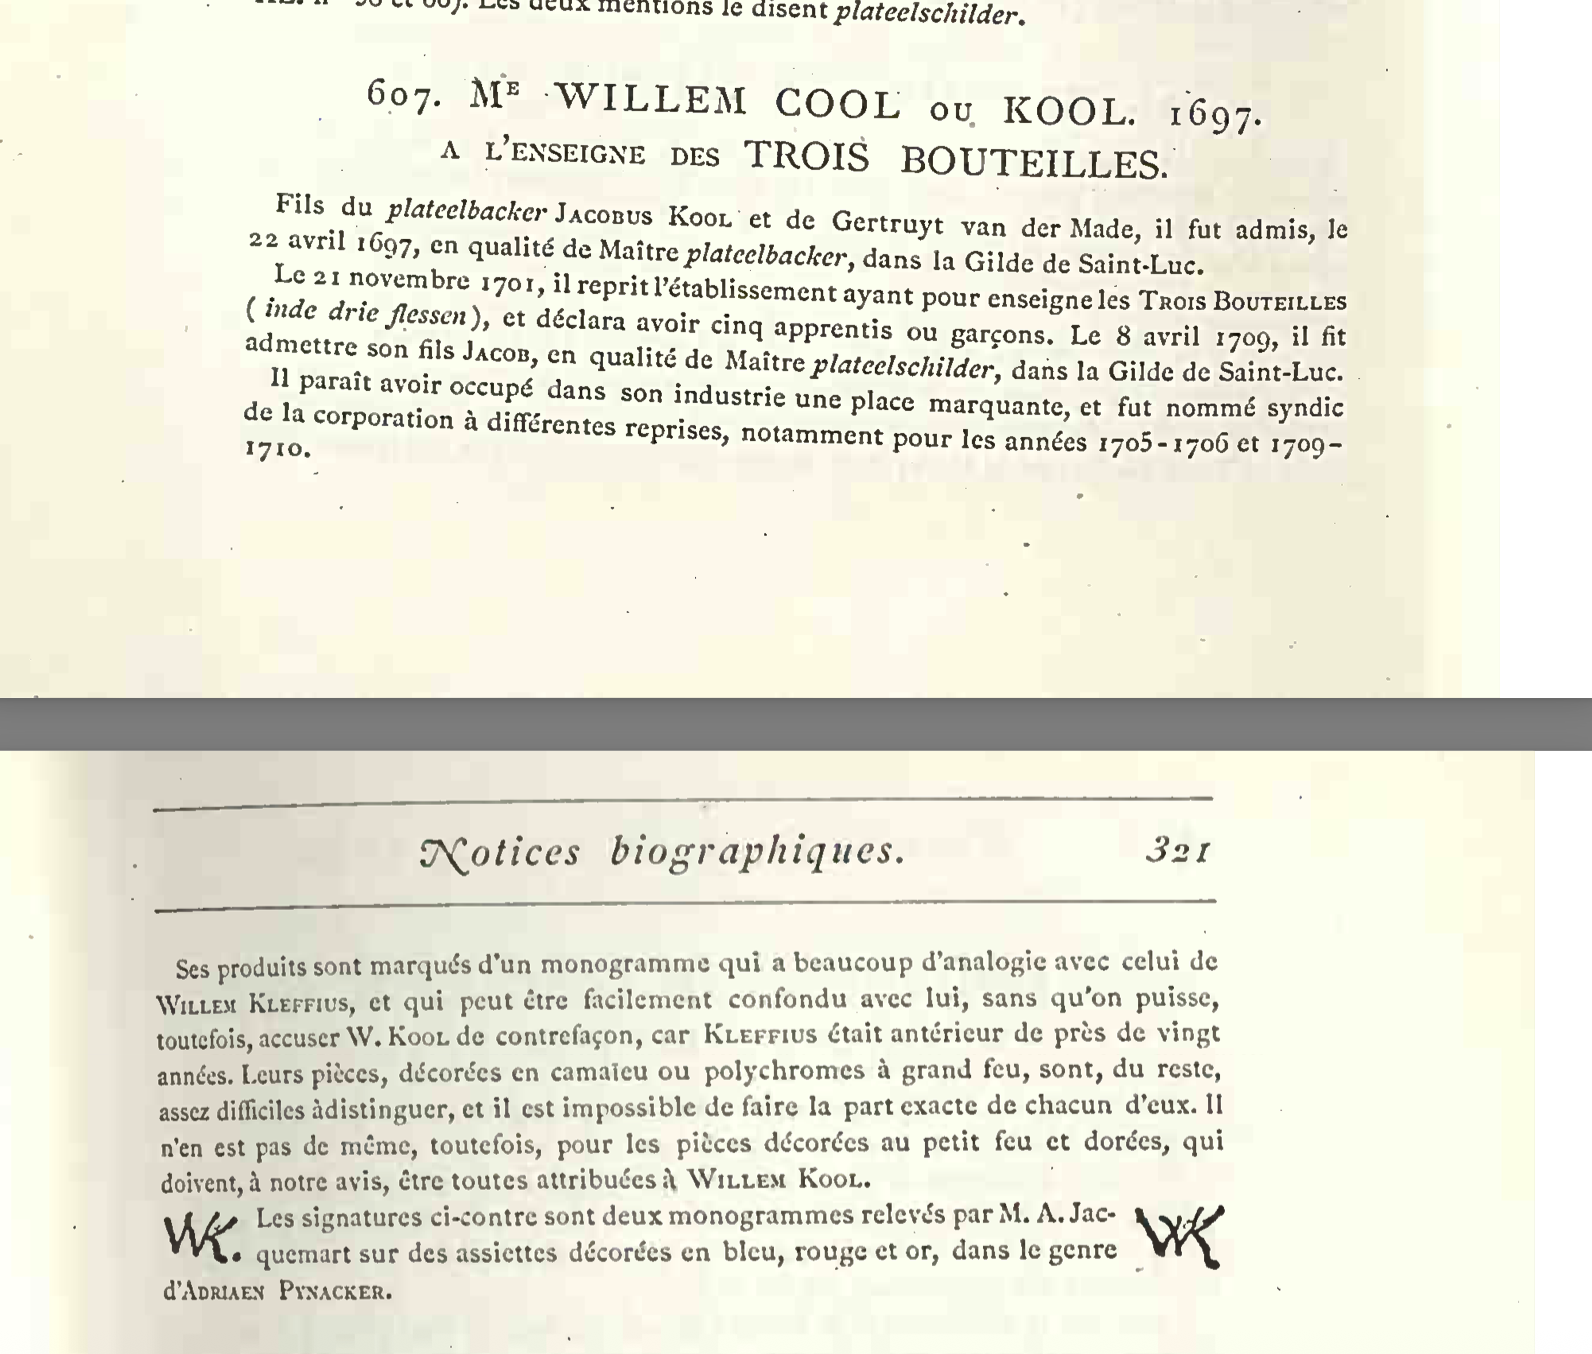 Les deux mentions le disent plateelschilder.
607. ME WILLEM COOL ou KOOL. 1697.
A L'ENSEIGNE DES TROIS BOUTEILLES.
Fils du plateelbacker JACOBUS KOOL et de Gertruyt van der Made, il fut admis, le
22 avril 1697, en qualité de Maître plateelbacker, dans la Gilde de Saint-Luc.
Le 21 novembre 1701, il reprit l'établissement ayant pour enseigne les TROIS BOUTEILLES
(inde drie flessen), et déclara avoir cinq apprentis ou garçons. Le 8 avril 1709, il fit
admettre son fils JACOB, en qualité de Maître plateelschilder, dans la Gilde de Saint-Luc.
Il paraît avoir occupé dans son industrie une place marquante, et fut nommé syndic
de la corporation à différentes reprises, notamment pour les années 1705-1706 et 1709-
1710.
Notices biographiques. 321
Ses produits sont marqués d'un monogramme qui a beaucoup d'analogie avec celui de
WILLEM KLEFFIUS, et qui peut être facilement confondu avec lui, sans qu'on puisse,
toutefois, accuser W. KOOL de contrefaçon, car KLEFFIUS était antérieur de près de vingt
années. Leurs pièces, décorées en camaïeu ou polychromes à grand feu, sont, du reste,
assez difficiles àdistinguer, et il est impossible de faire la part exacte de chacun d'eux. Il
n'en est pas de même, toutefois, pour les pièces décorées au petit feu et dorées, qui
doivent, à notre avis, être toutes attribuées à WILLEM KOOL.
WK. Les signatures ci-contre sont deux monogrammes relevés par M. A. Jac- WK
quemart sur des assiettes décorées en bleu, rouge et or, dans le genre
d'ADRIAEN PYNACKER.